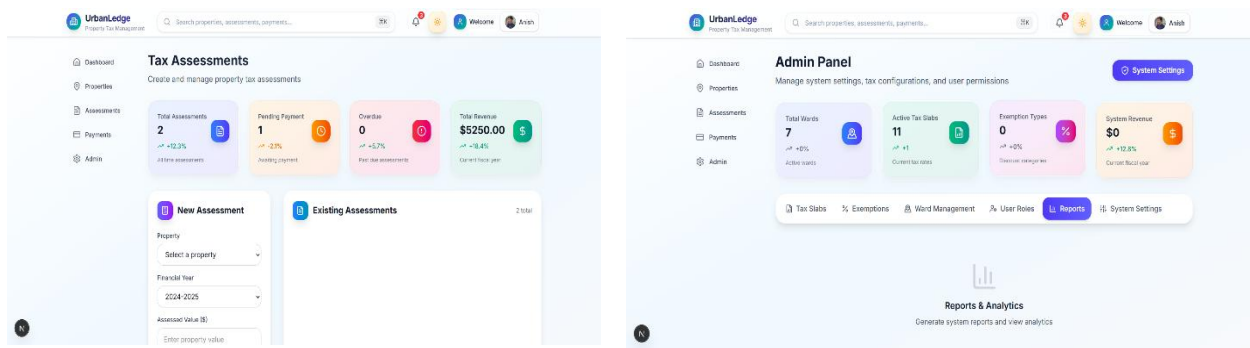 UrbanLedge
Property Tax Management
Search properties, assessments, payments...
⌘K
3
Welcome
Anish
Dashboard
Properties
Assessments
Payments
Admin
Tax Assessments
Create and manage property tax assessments
Total Assessments
2
+12.3%
All time assessments
Pending Payment
1
-2.1%
Awaiting payment
Overdue
0
+5.7%
Past due assessments
Total Revenue
$5250.00
+18.4%
Current fiscal year
New Assessment
Property
Select a property
Financial Year
2024-2025
Assessed Value ($)
Enter property value
Existing Assessments
2 total
N
UrbanLedge
Property Tax Management
Search properties, assessments, payments...
⌘K
3
Welcome
Anish
Dashboard
Properties
Assessments
Payments
Admin
Admin Panel
Manage system settings, tax configurations, and user permissions
System Settings
Total Wards
7
+0%
Active wards
Active Tax Slabs
11
+1
Current tax rates
Exemption Types
0
+0%
Discount categories
System Revenue
$0
+12.8%
Current fiscal year
Tax Slabs
Exemptions
Ward Management
User Roles
Reports
System Settings
Reports & Analytics
Generate system reports and view analytics
N